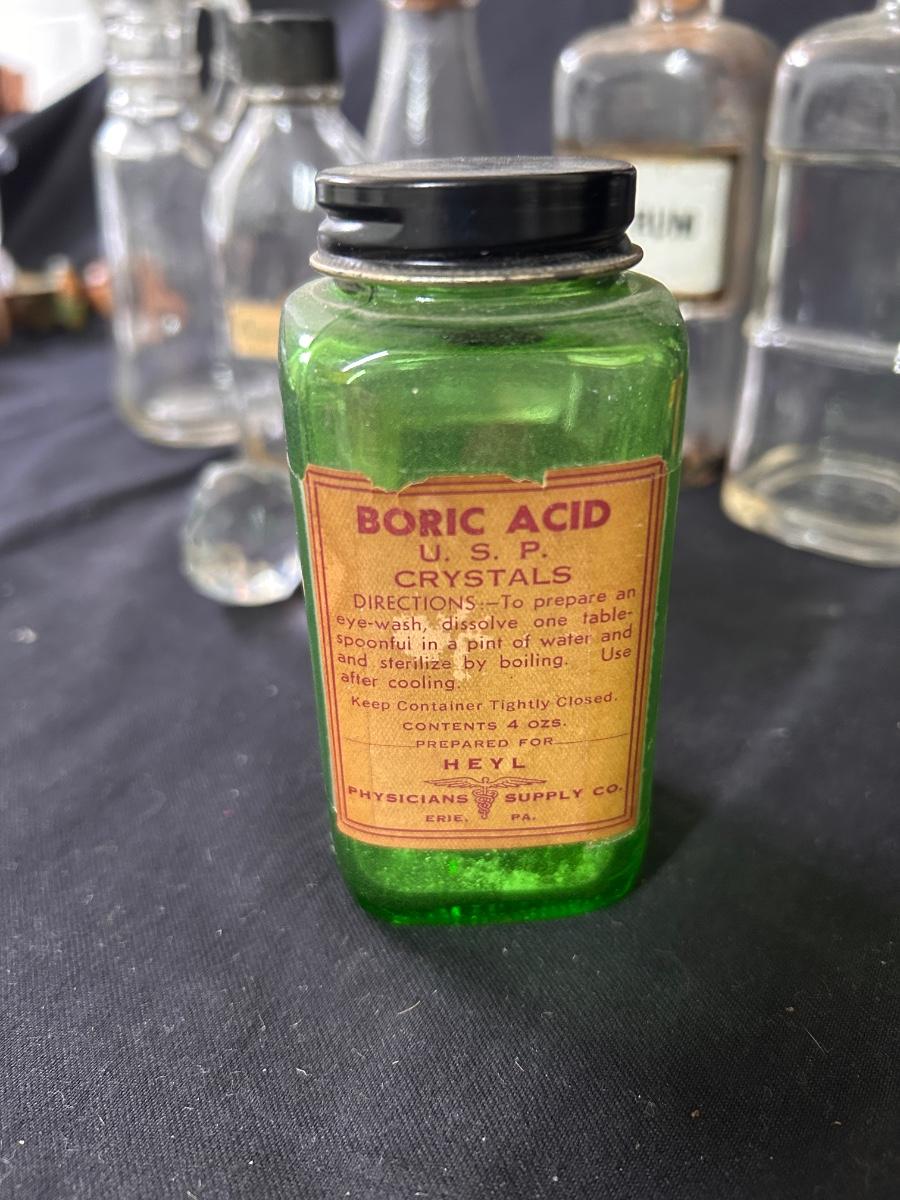 BORIC ACID
U. S. P.
CRYSTALS
DIRECTIONS:—To prepare an
eye-wash, dissolve one table-
spoonful in a pint of water and
and sterilize by boiling. Use
after cooling.
Keep Container Tightly Closed.
CONTENTS 4 OZS.
PREPARED FOR
HEYL
PHYSICIANS SUPPLY CO.
ERIE, PA.